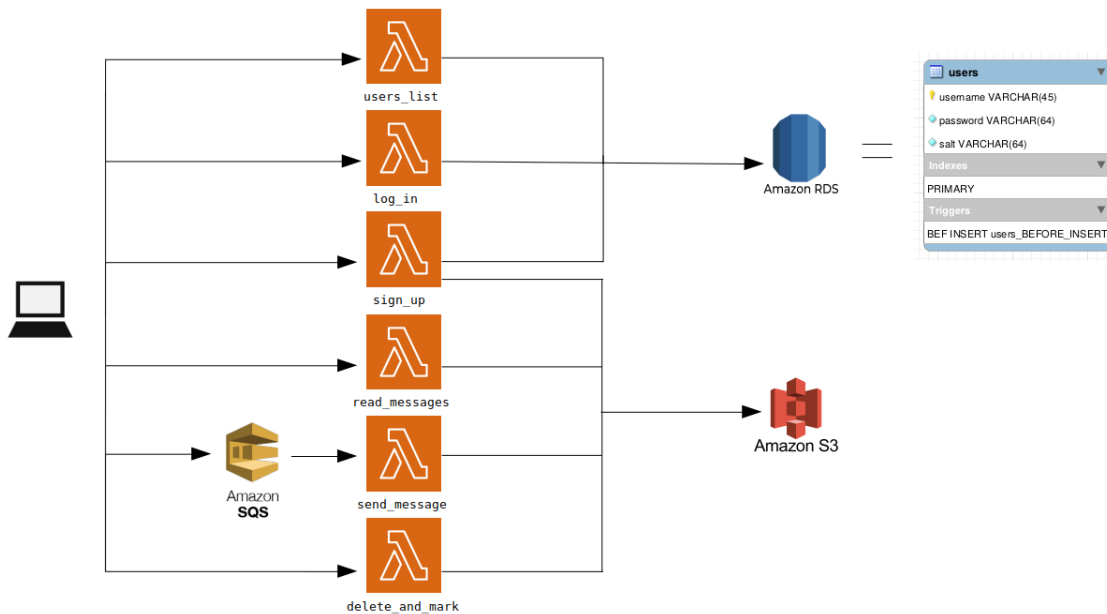 users_list
log_in
sign_up
read_messages
Amazon
SQS
send_message
delete_and_mark
Amazon RDS
Amazon S3
users
username VARCHAR(45)
password VARCHAR(64)
salt VARCHAR(64)
Indexes
PRIMARY
Triggers
BEF INSERT users_BEFORE_INSERT